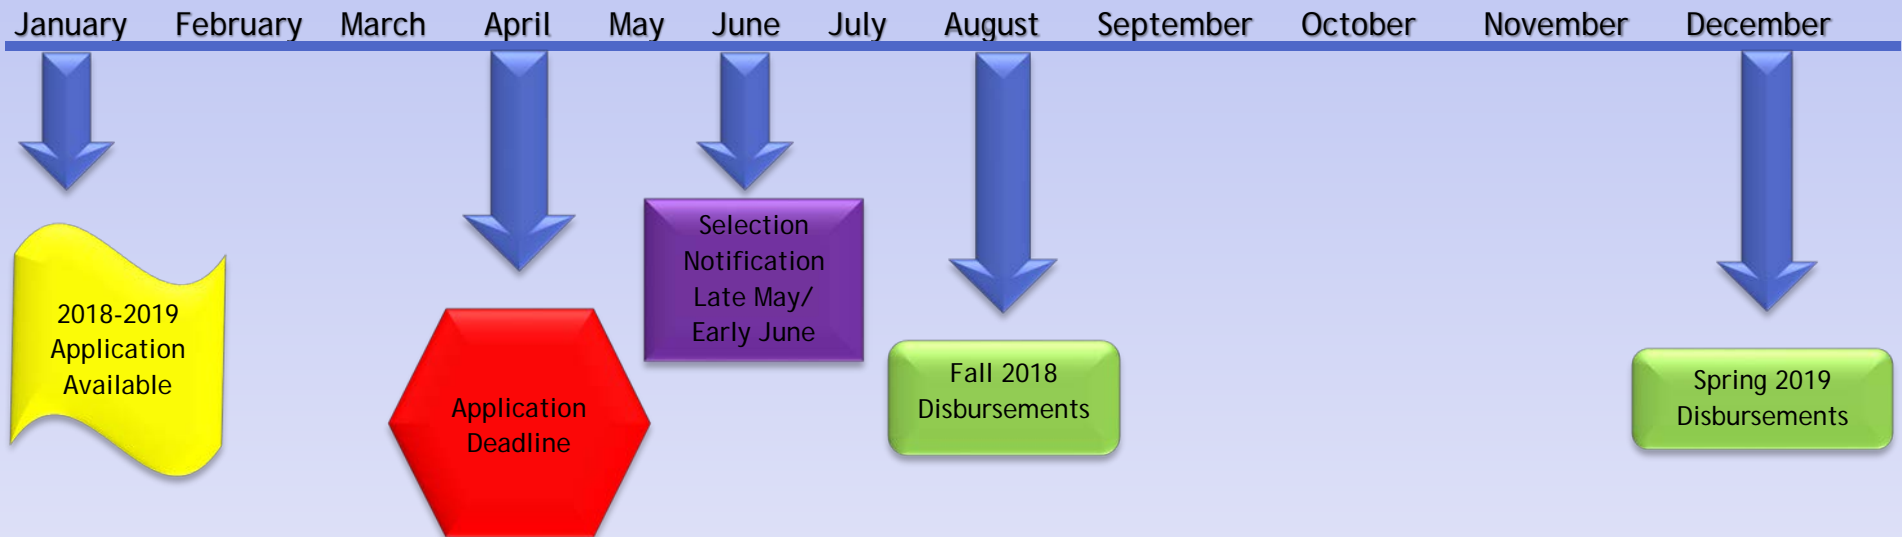 January February March April May June July August September October November December
2018-2019
Application
Available
Application
Deadline
Selection
Notification
Late May/
Early June
Fall 2018
Disbursements
Spring 2019
Disbursements